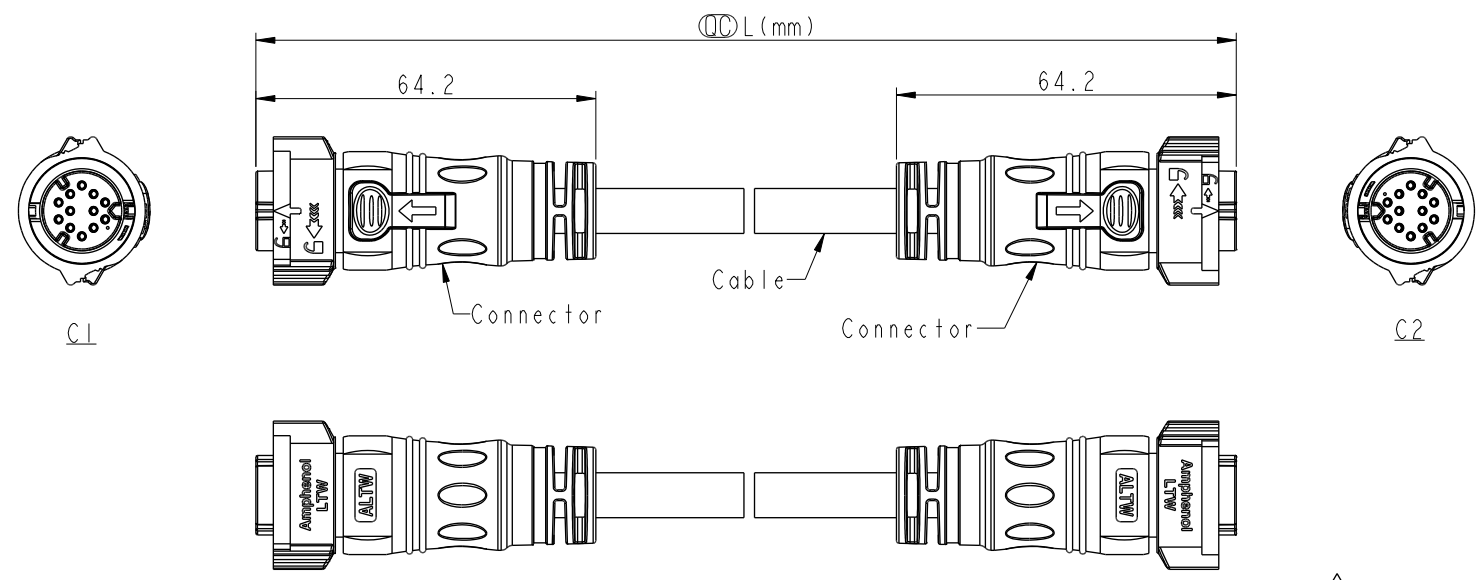 QC L(mm)
64.2
64.2
Cable
Connector
Connector
C1
C2
Amphenol
LTW
ALTW
ALTW
Amphenol
LTW